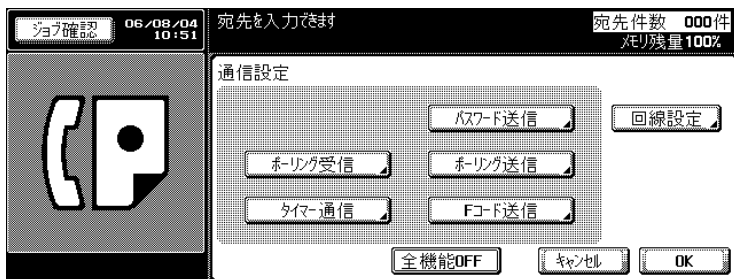 ジョブ確認 06/08/04 10:51
宛先を入力できます
宛先件数 000件
メモリ残量100%
通信設定
パスワード送信 回線設定
ポーリング受信 ポーリング送信
タイマー通信 Fコード送信
全機能OFF キャンセル OK